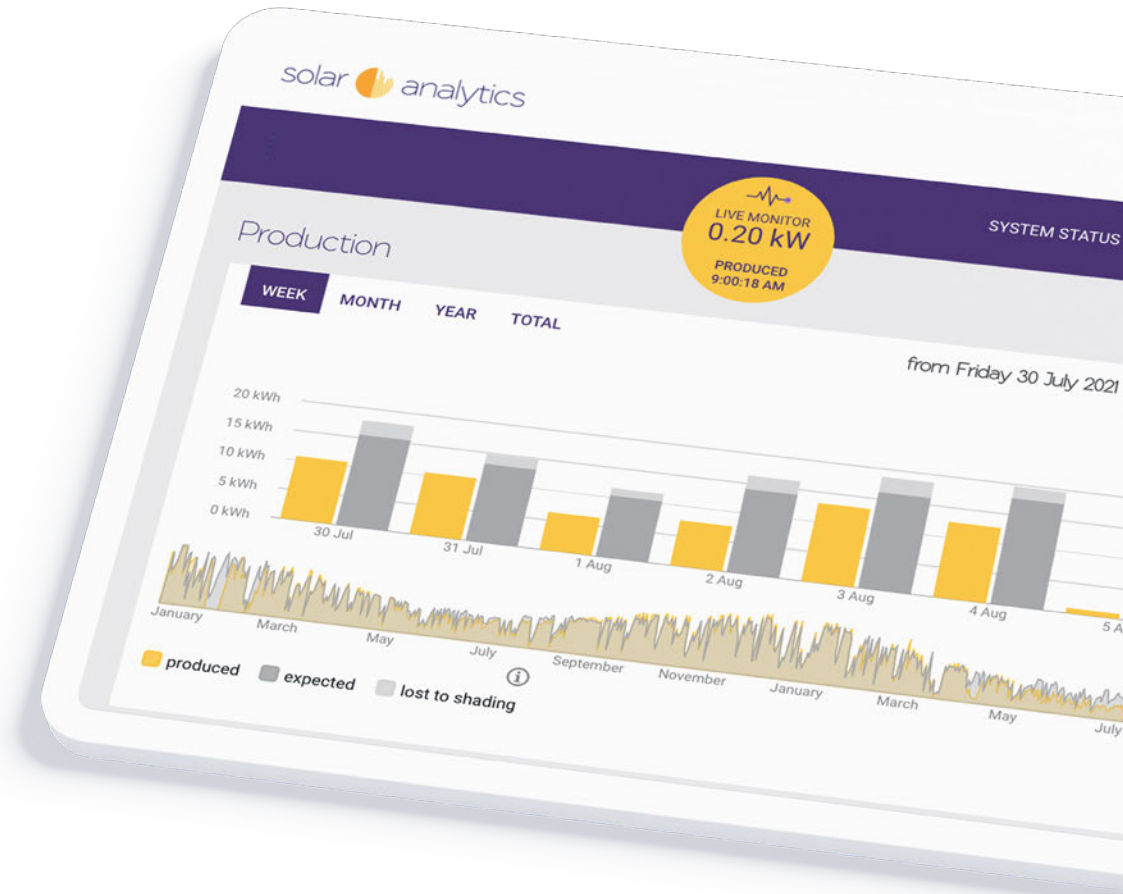 solar analytics
LIVE MONITOR
0.20 kW
PRODUCED
9:00:18 AM
SYSTEM STATUS
Production
WEEK MONTH YEAR TOTAL
from Friday 30 July 2021
20 kWh
15 kWh
10 kWh
5 kWh
0 kWh
30 Jul 31 Jul 1 Aug 2 Aug 3 Aug 4 Aug 5 A
January March May July September November January March May July
produced expected lost to shading